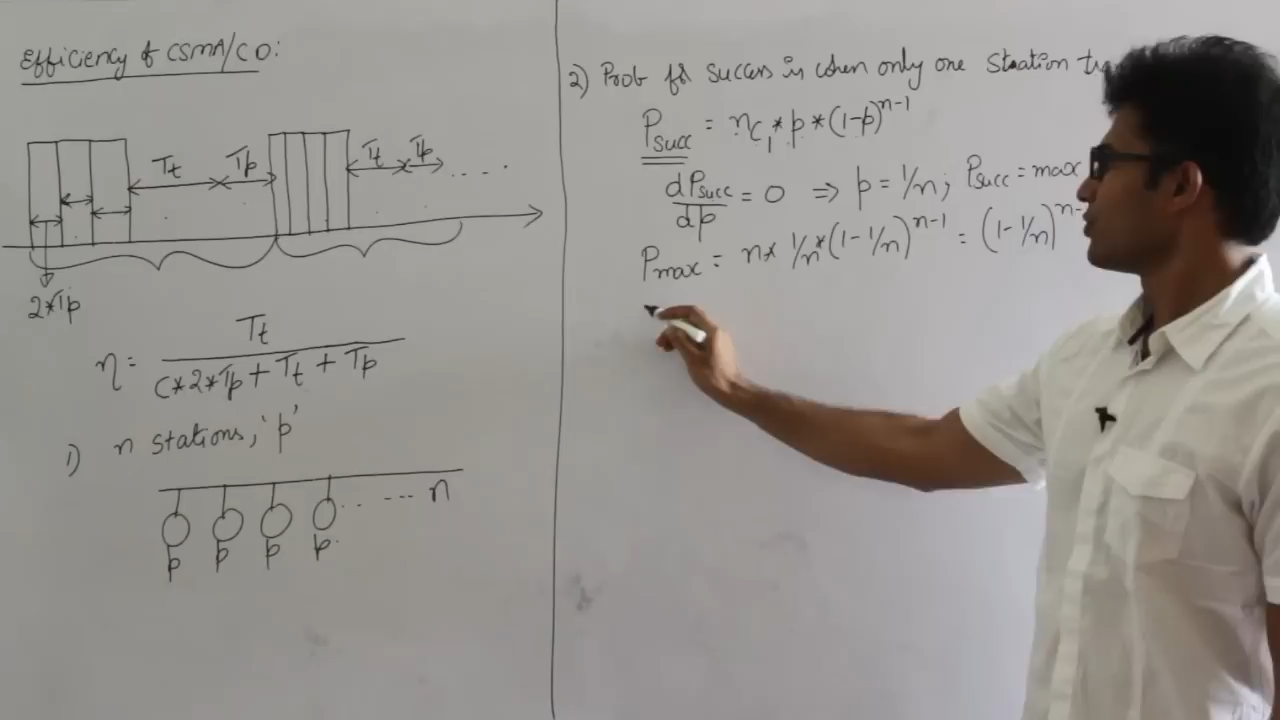 Efficiency of CSMA/CD:
Tt Tp Tt Tp ....
2*Tp
η = Tt / (C*2*Tp + Tt + Tp)
1) n stations, 'p'
.. --- n
p p p p.
2) Prob for success is when only one station
Psucc = nC1 * p * (1-p)^n-1
dPsucc/dp = 0 ⇒ p = 1/n; Psucc = max
Pmax = n * 1/n * (1 - 1/n)^n-1 = (1 - 1/n)^n-